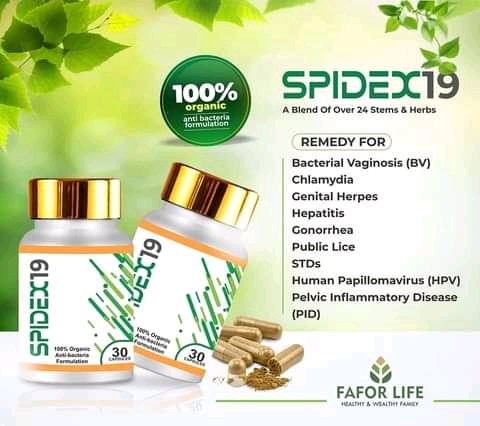 100%
organic
anti bacteria
formulation
SPIDEX19
A Blend Of Over 24 Stems & Herbs
REMEDY FOR
Bacterial Vaginosis (BV)
Chlamydia
Genital Herpes
Hepatitis
Gonorrhea
Public Lice
STDs
Human Papillomavirus (HPV)
Pelvic Inflammatory Disease
(PID)
SPIDEX19
100% Organic
Anti-bacteria
Formulation
30
CAPSULES
SPIDEX19
100% Organic
Anti-bacteria
Formulation
30
CAPSULES
FAFOR LIFE
HEALTHY & WEALTHY FAMILY